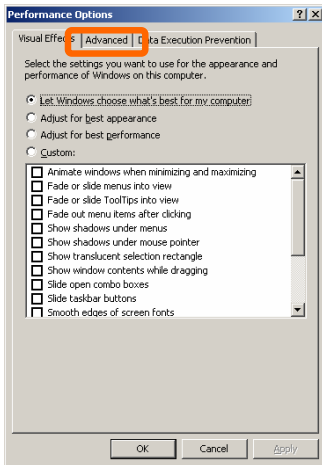 Performance Options
Visual Effects Advanced Data Execution Prevention
Select the settings you want to use for the appearance and
performance of Windows on this computer.
Let Windows choose what's best for my computer
Adjust for best appearance
Adjust for best performance
Custom:
Animate windows when minimizing and maximizing
Fade or slide menus into view
Fade or slide ToolTips into view
Fade out menu items after clicking
Show shadows under menus
Show shadows under mouse pointer
Show translucent selection rectangle
Show window contents while dragging
Slide open combo boxes
Slide taskbar buttons
Smooth edges of screen fonts
OK Cancel Apply